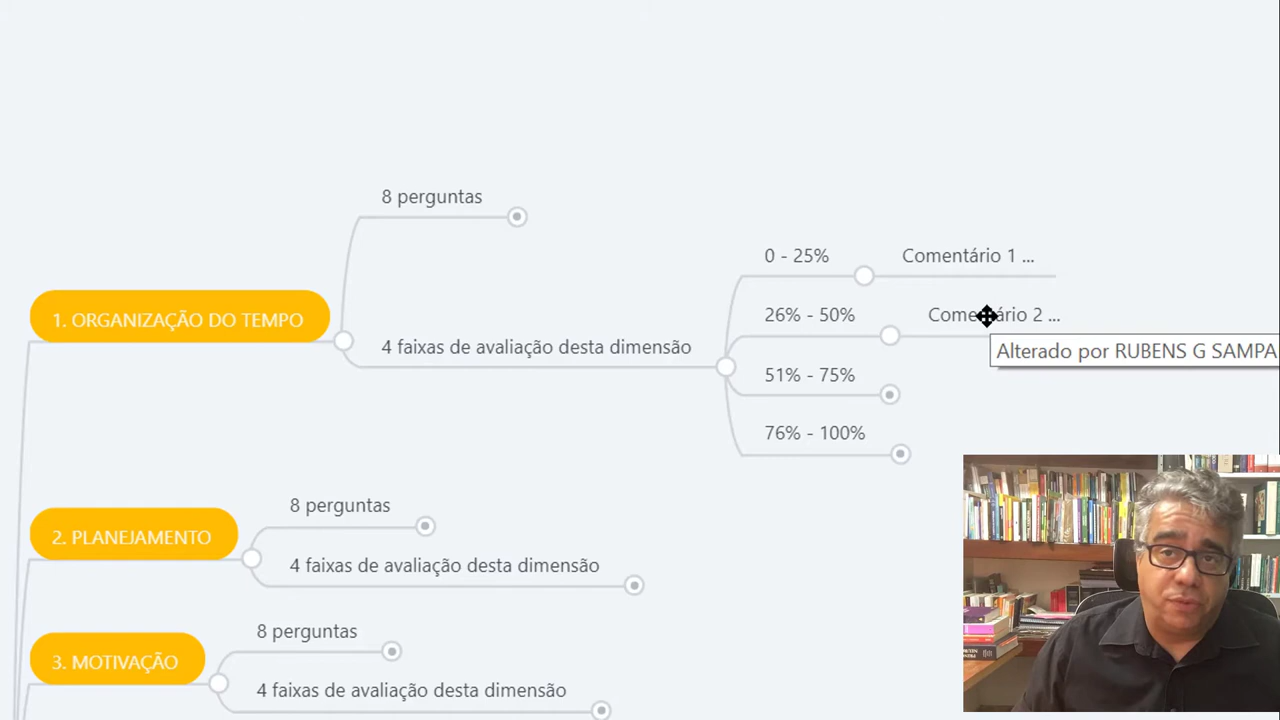 8 perguntas
0 - 25%
Comentário 1 ...
1. ORGANIZAÇÃO DO TEMPO
26% - 50%
Comentário 2 ...
4 faixas de avaliação desta dimensão
Alterado por RUBENS G SAMPA
51% - 75%
76% - 100%
8 perguntas
2. PLANEJAMENTO
4 faixas de avaliação desta dimensão
8 perguntas
3. MOTIVAÇÃO
4 faixas de avaliação desta dimensão